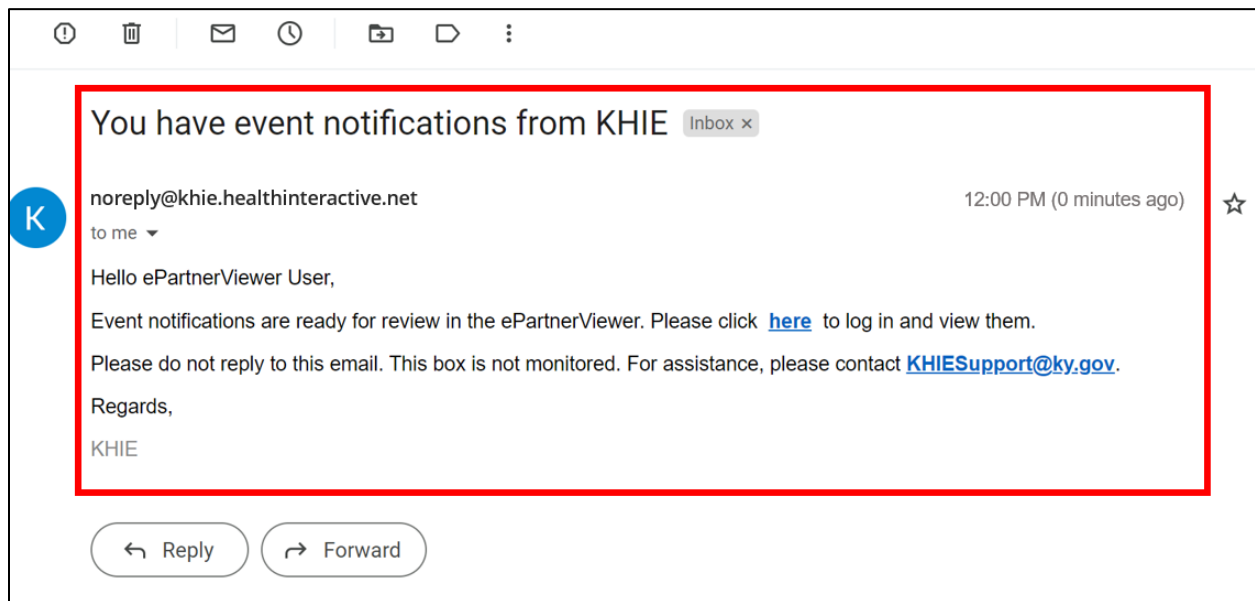 You have event notifications from KHIE Inbox ×
noreply@khie.healthinteractive.net 12:00 PM (0 minutes ago)
K
to me
Hello ePartnerViewer User,
Event notifications are ready for review in the ePartnerViewer. Please click here to log in and view them.
Please do not reply to this email. This box is not monitored. For assistance, please contact KHIESupport@ky.gov.
Regards,
KHIE
Reply Forward